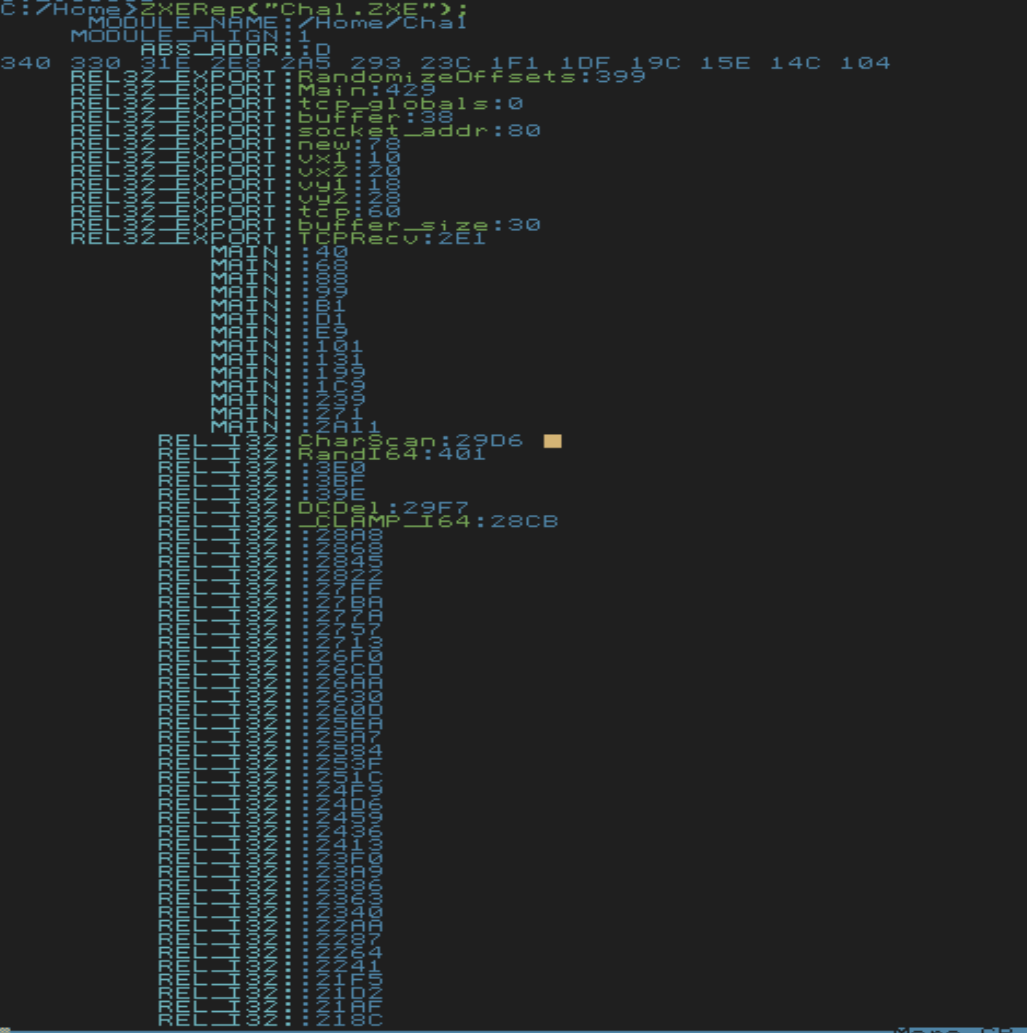 C:/Home>ZXERep("Chal.ZXE");
MODULE_NAME:/Home/Chal
MODULE_ALIGN:1
ABS_ADDR::D
340 330 31E 2E8 2A5 293 23C 1F1 1DF 19C 15E 14C 104
REL32_EXPORT:RandomizeOffsets:399
REL32_EXPORT:Main:429
REL32_EXPORT:tcp_globals:0
REL32_EXPORT:buffer:38
REL32_EXPORT:socket_addr:80
REL32_EXPORT:new:78
REL32_EXPORT:vx1:10
REL32_EXPORT:vx2:20
REL32_EXPORT:vy1:18
REL32_EXPORT:vy2:28
REL32_EXPORT:tcp:60
REL32_EXPORT:buffer_size:30
REL32_EXPORT:TCPRecv:2E1
MAIN::40
MAIN::68
MAIN::88
MAIN::99
MAIN::B1
MAIN::D1
MAIN::E9
MAIN::101
MAIN::131
MAIN::199
MAIN::1C9
MAIN::239
MAIN::271
MAIN::2A11
REL_I32:CharScan:29D6
REL_I32:RandI64:401
REL_I32::3E0
REL_I32::3BF
REL_I32::39E
REL_I32:DCDel:29F7
REL_I32:_CLAMP_I64:28CB
REL_I32::28A8
REL_I32::2868
REL_I32::2845
REL_I32::2822
REL_I32::27FF
REL_I32::27BA
REL_I32::277A
REL_I32::2757
REL_I32::2713
REL_I32::26F0
REL_I32::26CD
REL_I32::26AA
REL_I32::2630
REL_I32::260D
REL_I32::25EA
REL_I32::25A7
REL_I32::2584
REL_I32::253F
REL_I32::251C
REL_I32::24F9
REL_I32::24D6
REL_I32::2459
REL_I32::2436
REL_I32::2413
REL_I32::23F0
REL_I32::23A9
REL_I32::2386
REL_I32::2363
REL_I32::2340
REL_I32::22AA
REL_I32::2287
REL_I32::2264
REL_I32::2241
REL_I32::21F5
REL_I32::21D2
REL_I32::21AF
REL_I32::218C